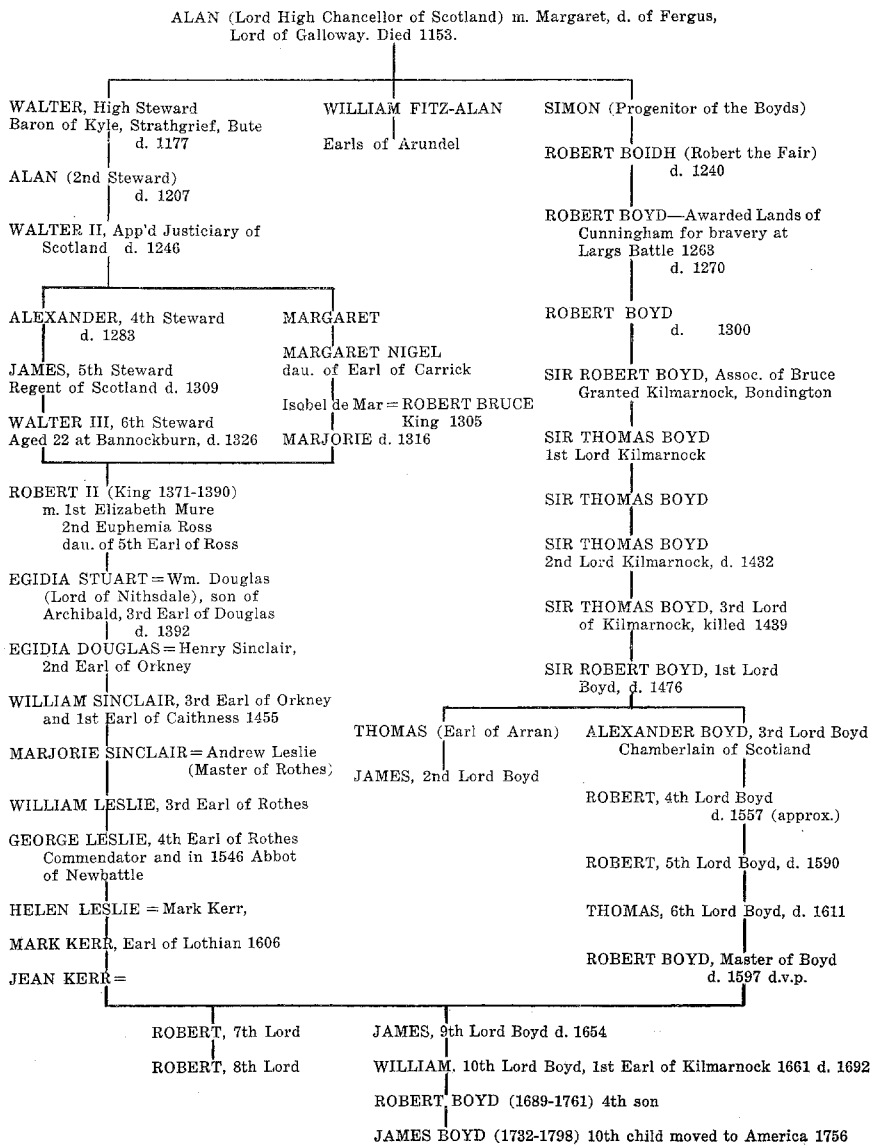 ALAN (Lord High Chancellor of Scotland) m. Margaret, d. of Fergus,
Lord of Galloway. Died 1153.
WALTER, High Steward
Baron of Kyle, Strathgrief, Bute
d. 1177
ALAN (2nd Steward)
d. 1207
WALTER II, App'd Justiciary of
Scotland d. 1246
WILLIAM FITZ-ALAN
Earls of Arundel
SIMON (Progenitor of the Boyds)
ROBERT BOIDH (Robert the Fair)
d. 1240
ROBERT BOYD—Awarded Lands of
Cunningham for bravery at
Largs Battle 1263
d. 1270
ROBERT BOYD
d. 1300
SIR ROBERT BOYD, Assoc. of Bruce
Granted Kilmarnock, Bondington
SIR THOMAS BOYD
1st Lord Kilmarnock
SIR THOMAS BOYD
SIR THOMAS BOYD
2nd Lord Kilmarnock, d. 1432
SIR THOMAS BOYD, 3rd Lord
of Kilmarnock, killed 1439
SIR ROBERT BOYD, 1st Lord
Boyd, d. 1476
ALEXANDER, 4th Steward
d. 1283
JAMES, 5th Steward
Regent of Scotland d. 1309
WALTER III, 6th Steward
Aged 22 at Bannockburn, d. 1326
MARGARET
MARGARET NIGEL
dau. of Earl of Carrick
Isobel de Mar = ROBERT BRUCE
King 1305
MARJORIE d. 1316
ROBERT II (King 1371-1390)
m. 1st Elizabeth Mure
2nd Euphemia Ross
dau. of 5th Earl of Ross
EGIDIA STUART = Wm. Douglas
(Lord of Nithsdale), son of
Archibald, 3rd Earl of Douglas
d. 1392
EGIDIA DOUGLAS = Henry Sinclair,
2nd Earl of Orkney
WILLIAM SINCLAIR, 3rd Earl of Orkney
and 1st Earl of Caithness 1455
MARJORIE SINCLAIR = Andrew Leslie
(Master of Rothes)
WILLIAM LESLIE, 3rd Earl of Rothes
GEORGE LESLIE, 4th Earl of Rothes
Commendator and in 1546 Abbot
of Newbattle
HELEN LESLIE = Mark Kerr,
MARK KERR, Earl of Lothian 1606
JEAN KERR =
THOMAS (Earl of Arran)
JAMES, 2nd Lord Boyd
ALEXANDER BOYD, 3rd Lord Boyd
Chamberlain of Scotland
ROBERT, 4th Lord Boyd
d. 1557 (approx.)
ROBERT, 5th Lord Boyd, d. 1590
THOMAS, 6th Lord Boyd, d. 1611
ROBERT BOYD, Master of Boyd
d. 1597 d.v.p.
ROBERT, 7th Lord
ROBERT, 8th Lord
JAMES, 9th Lord Boyd d. 1654
WILLIAM. 10th Lord Boyd, 1st Earl of Kilmarnock 1661 d. 1692
ROBERT BOYD (1689-1761) 4th son
JAMES BOYD (1732-1798) 10th child moved to America 1756